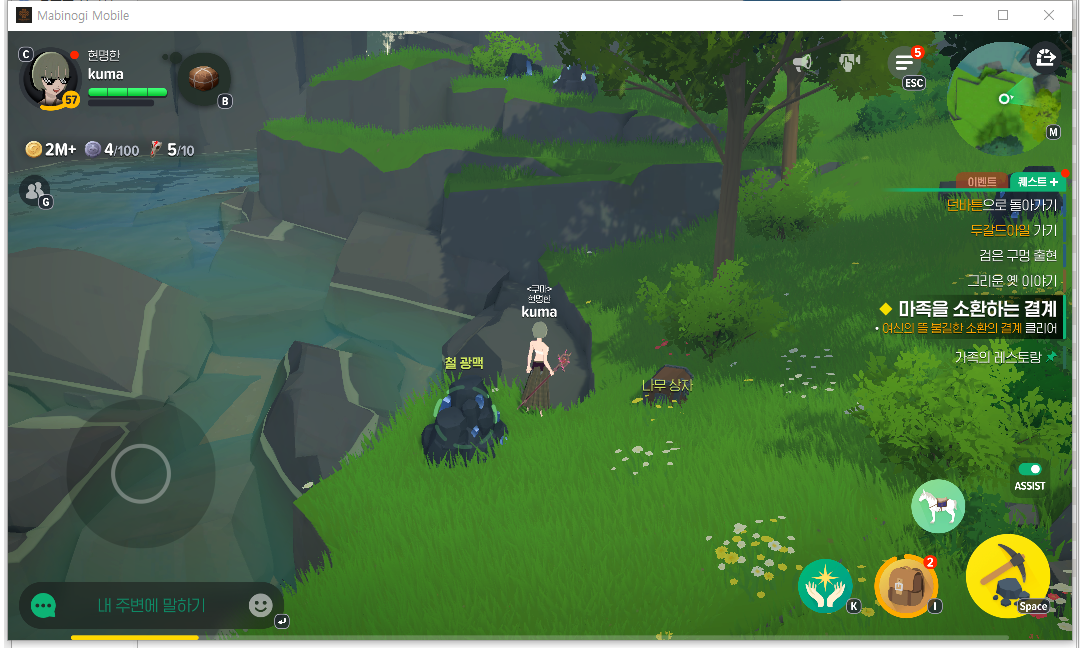 Mabinogi Mobile
C
현명한
kuma
57
B
2M+ 4/100 5/10
G
5
ESC
M
이벤트 퀘스트 +
던바튼으로 돌아가기
두갈드아일 가기
검은 구멍 출현
그리운 옛 이야기
마족을 소환하는 결계
• 여신의 뜰 불길한 소환의 결계 클리어
가족의 레스토랑
<구마>
현명한
kuma
철 광맥
나무 상자
ASSIST
내 주변에 말하기
K
2
I
Space